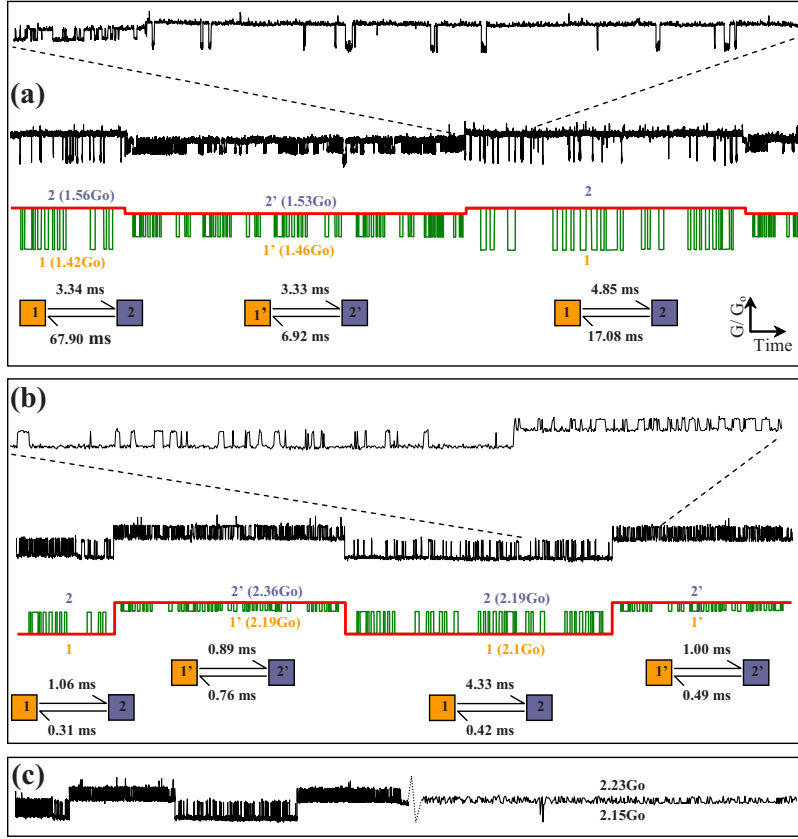 (a)
2 (1.56Go)
2' (1.53Go)
2
1 (1.42Go)
1' (1.46Go)
1
3.34 ms
3.33 ms
4.85 ms
1 2
1' 2'
1 2
67.90 ms
6.92 ms
17.08 ms
G/ Go
Time
(b)
2
2' (2.36Go)
2 (2.19Go)
2'
1' (2.19Go)
1'
1
1 (2.1Go)
0.89 ms
1.00 ms
1' 2'
1' 2'
0.76 ms
0.49 ms
1.06 ms
4.33 ms
1 2
1 2
0.31 ms
0.42 ms
(c)
2.23Go
2.15Go